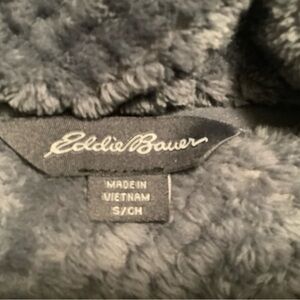 Eddie Bauer
MADE IN
VIETNAM
S/CH